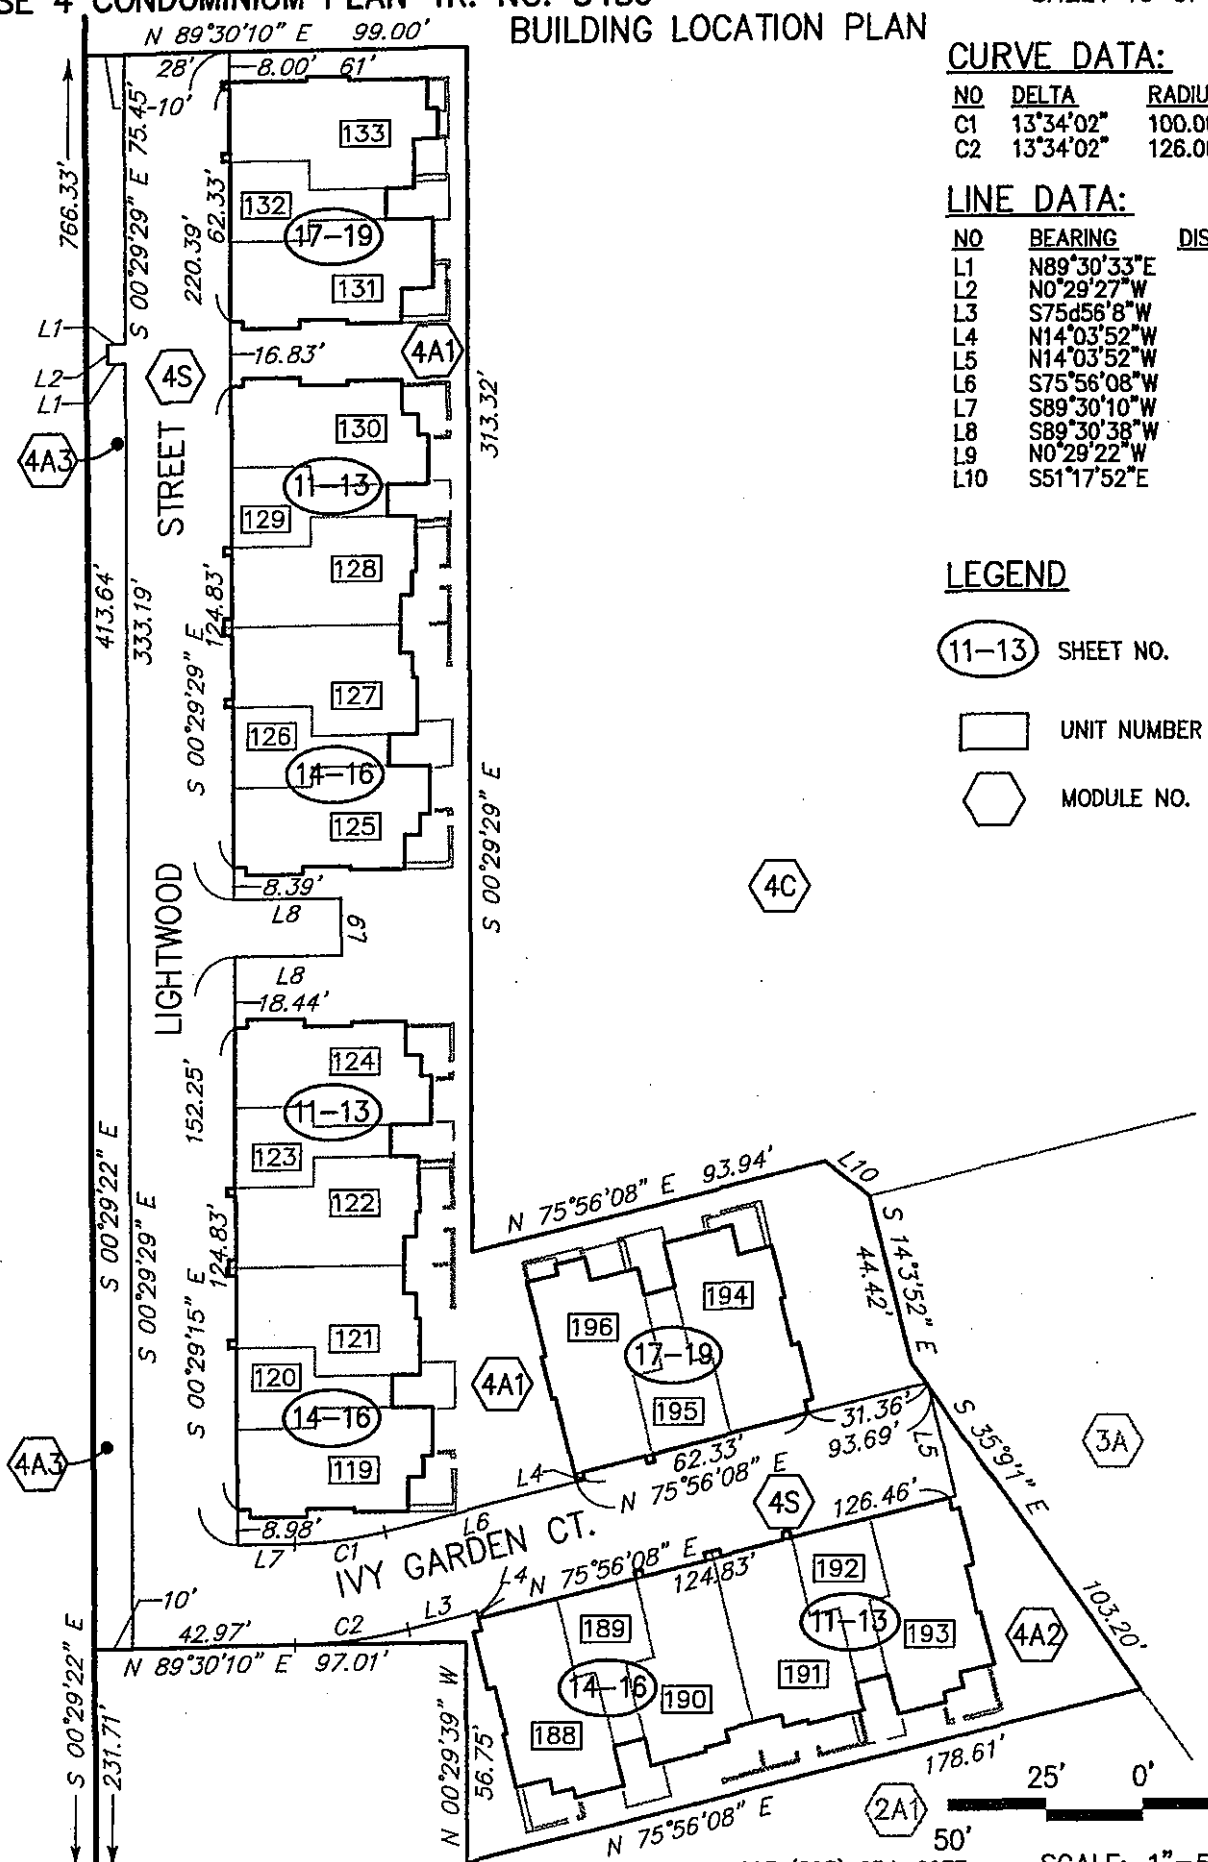 SE 4 CONDOMINIUM PLAN TR. NO.
BUILDING LOCATION PLAN
N 89°30'10" E 99.00'
28' 8.00' 61'
10'
766.33'
S 00°29'29" E 75.45'
62.33'
220.39'
133
132
17-19
131
L1
L2
L1
16.83'
4A1
4S
4A3
STREET
130
313.32'
11-13
129
128
413.64'
333.19'
S 00°29'29" E
124.83'
127
126
14-16
125
S 00°29'29" E
LIGHTWOOD
8.39'
L8
L9
L8
18.44'
124
152.25'
11-13
123
122
S 00°29'22" E
S 00°29'29" E
124.83'
S 00°29'15" E
121
120
4A1
14-16
119
4A3
8.98'
L7
C1
L6
L4
IVY GARDEN CT.
10'
42.97'
C2
L3
L4
N 89°30'10" E 97.01'
S 00°29'22" E
231.71'
N 00°29'39" W
56.75'
CURVE DATA:
NO DELTA
C1 13°34'02"
C2 13°34'02"
LINE DATA:
NO BEARING
L1 N89°30'33"E
L2 N0°29'27"W
L3 S75d56'8"W
L4 N14°03'52"W
L5 N14°03'52"W
L6 S75°56'08"W
L7 S89°30'10"W
L8 S89°30'38"W
L9 N0°29'22"W
L10 S51°17'52"E
LEGEND
11-13 SHEET NO.
UNIT NUMBER
MODULE NO.
4C
N 75°56'08" E 93.94'
L10
S 14°3'52" E
44.42'
194
196
17-19
195
31.36'
93.69'
62.33'
N 75°56'08" E
L5
S 35°9'1" E
3A
4S
126.46'
N 75°56'08" E
124.83'
192
189
11-13
193
4A2
103.20'
191
14-16
190
188
178.61'
N 75°56'08" E
2A1
25' 0'
50'